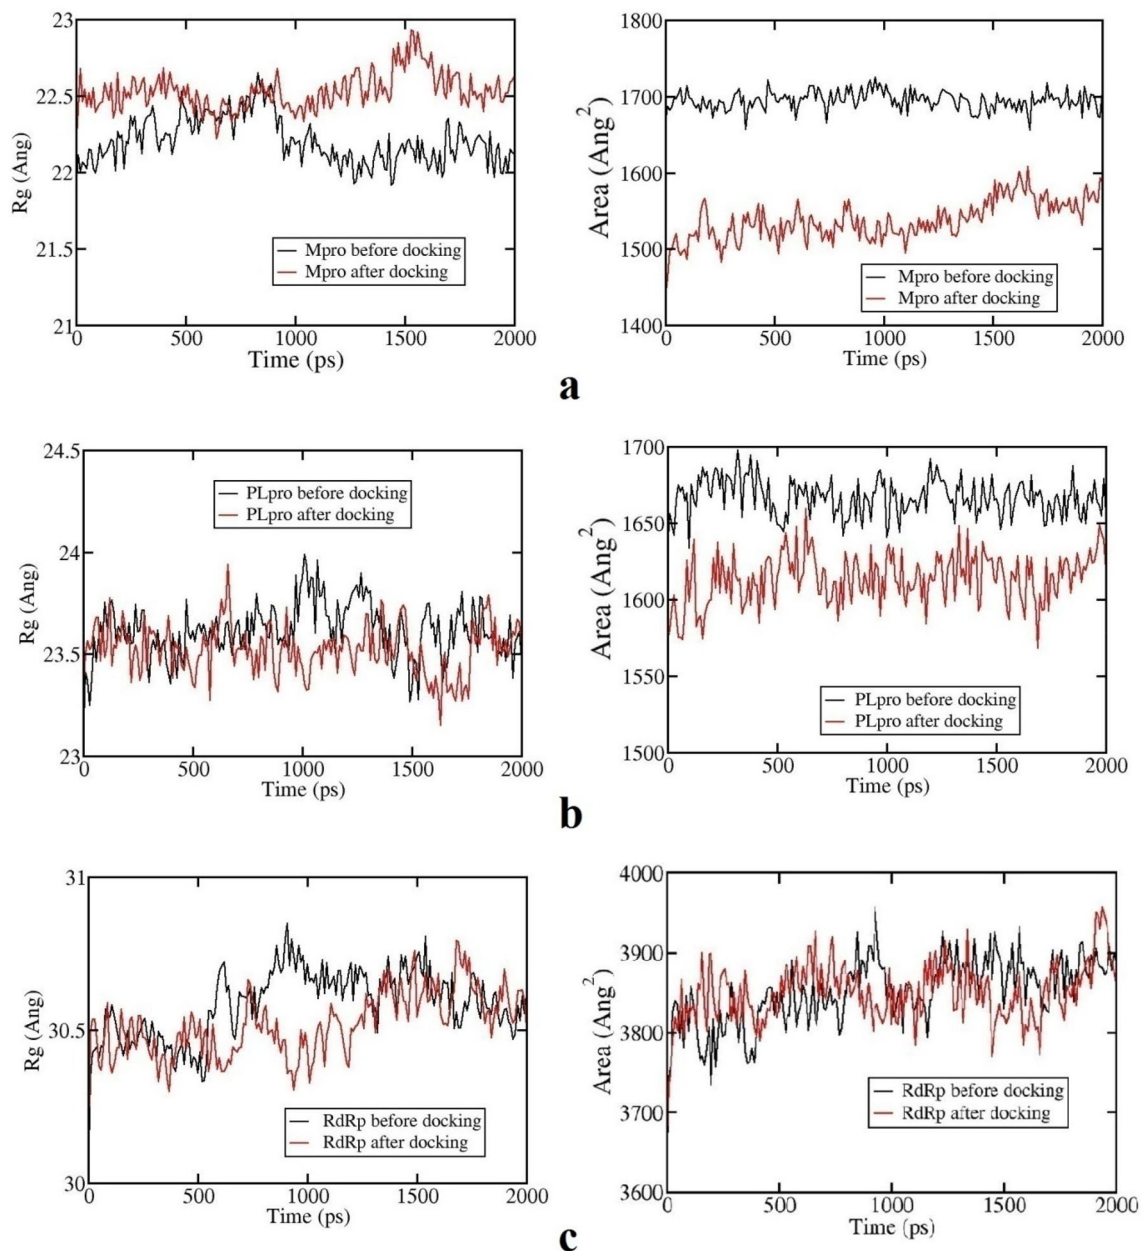 23
22.5
22
21.5
21
Rg (Ang)
Mpro before docking
Mpro after docking
0 500 1000 1500 2000
Time (ps)
1800
1700
1600
1500
1400
Area (Ang²)
Mpro before docking
Mpro after docking
0 500 1000 1500 2000
Time (ps)
a
24.5
24
23.5
23
Rg (Ang)
PLpro before docking
PLpro after docking
0 500 1000 1500 2000
Time (ps)
1700
1650
1600
1550
1500
Area (Ang²)
PLpro before docking
PLpro after docking
0 500 1000 1500 2000
Time (ps)
b
31
30.5
30
Rg (Ang)
RdRp before docking
RdRp after docking
0 500 1000 1500 2000
Time (ps)
4000
3900
3800
3700
3600
Area (Ang²)
RdRp before docking
RdRp after docking
0 500 1000 1500 2000
Time (ps)
c